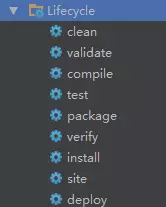 Lifecycle
clean
validate
compile
test
package
verify
install
site
deploy